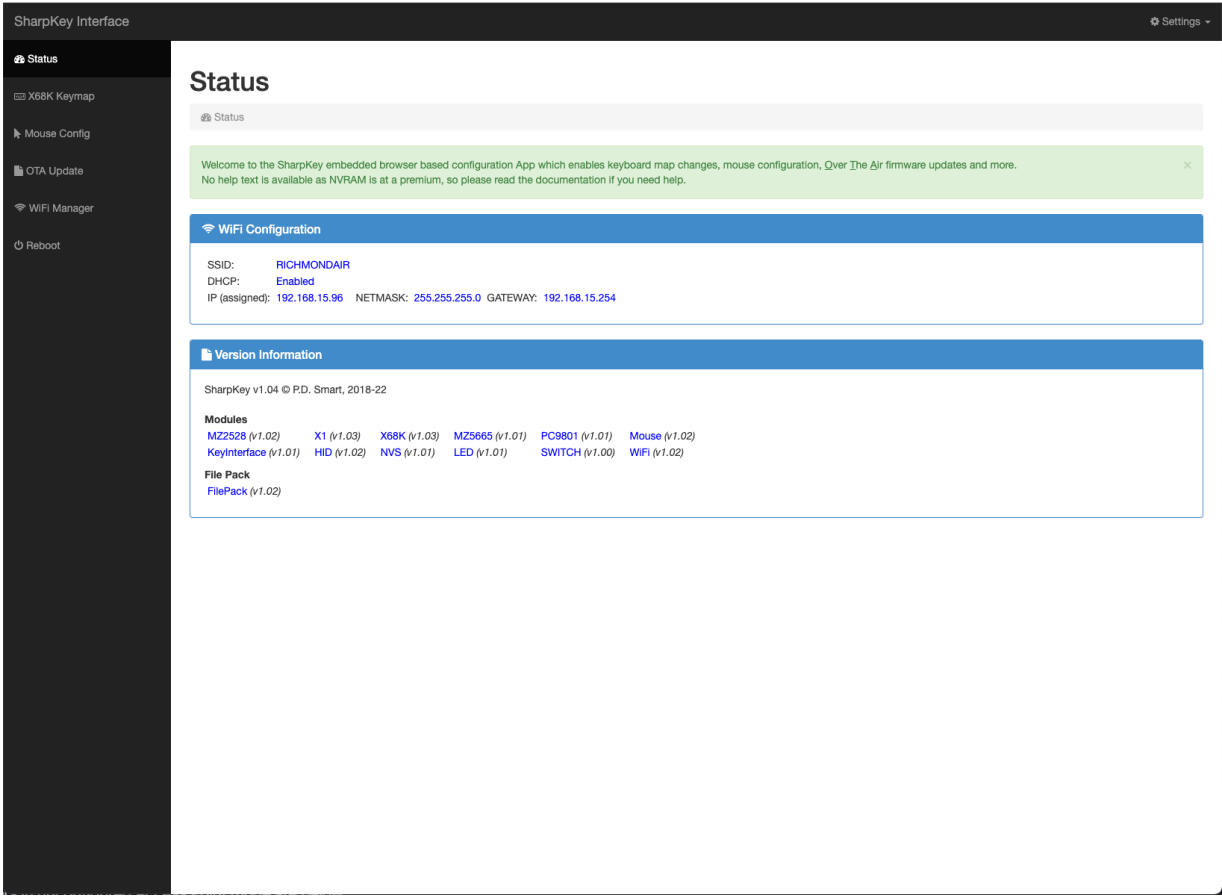 SharpKey Interface
Settings
Status
X68K Keymap
Mouse Config
OTA Update
WiFi Manager
Reboot
Status
Status
Welcome to the SharpKey embedded browser based configuration App which enables keyboard map changes, mouse configuration, Over The Air firmware updates and more.
No help text is available as NVRAM is at a premium, so please read the documentation if you need help.
×
WiFi Configuration
SSID: RICHMONDAIR
DHCP: Enabled
IP (assigned): 192.168.15.96 NETMASK: 255.255.255.0 GATEWAY: 192.168.15.254
Version Information
SharpKey v1.04 © P.D. Smart, 2018-22
Modules
MZ2528 (v1.02) X1 (v1.03) X68K (v1.03) MZ5665 (v1.01) PC9801 (v1.01) Mouse (v1.02)
KeyInterface (v1.01) HID (v1.02) NVS (v1.01) LED (v1.01) SWITCH (v1.00) WiFi (v1.02)
File Pack
FilePack (v1.02)